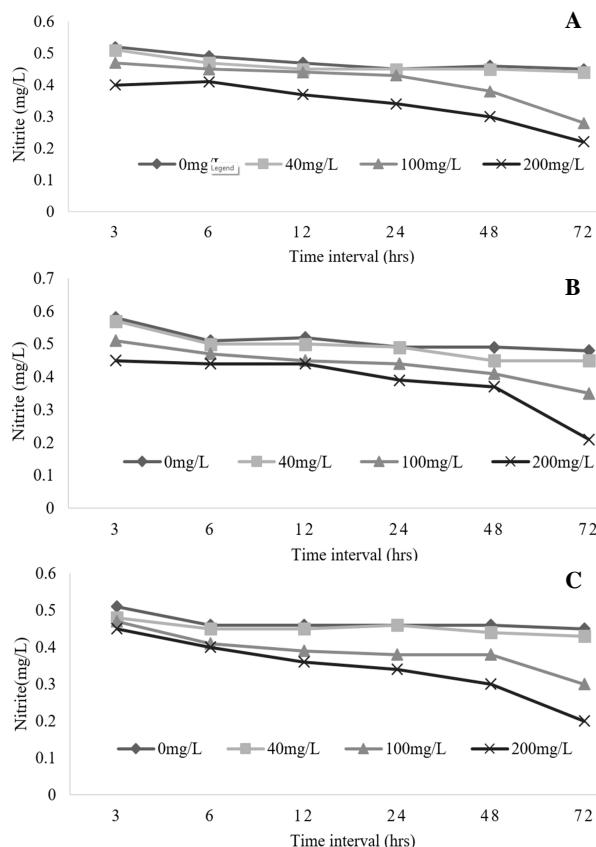 A
0.6
0.5
0.4
0.3
0.2
0.1
0
Nitrite (mg/L)
0mg/L 40mg/L 100mg/L 200mg/L
Legend
3 6 12 24 48 72
Time interval (hrs)
B
0.7
0.6
0.5
0.4
0.3
0.2
0.1
0
Nitrite (mg/L)
0mg/L 40mg/L 100mg/L 200mg/L
3 6 12 24 48 72
Time interval (hrs)
C
0.6
0.5
0.4
0.3
0.2
0.1
0
Nitrite(mg/L)
0mg/L 40mg/L 100mg/L 200mg/L
3 6 12 24 48 72
Time interval (hrs)